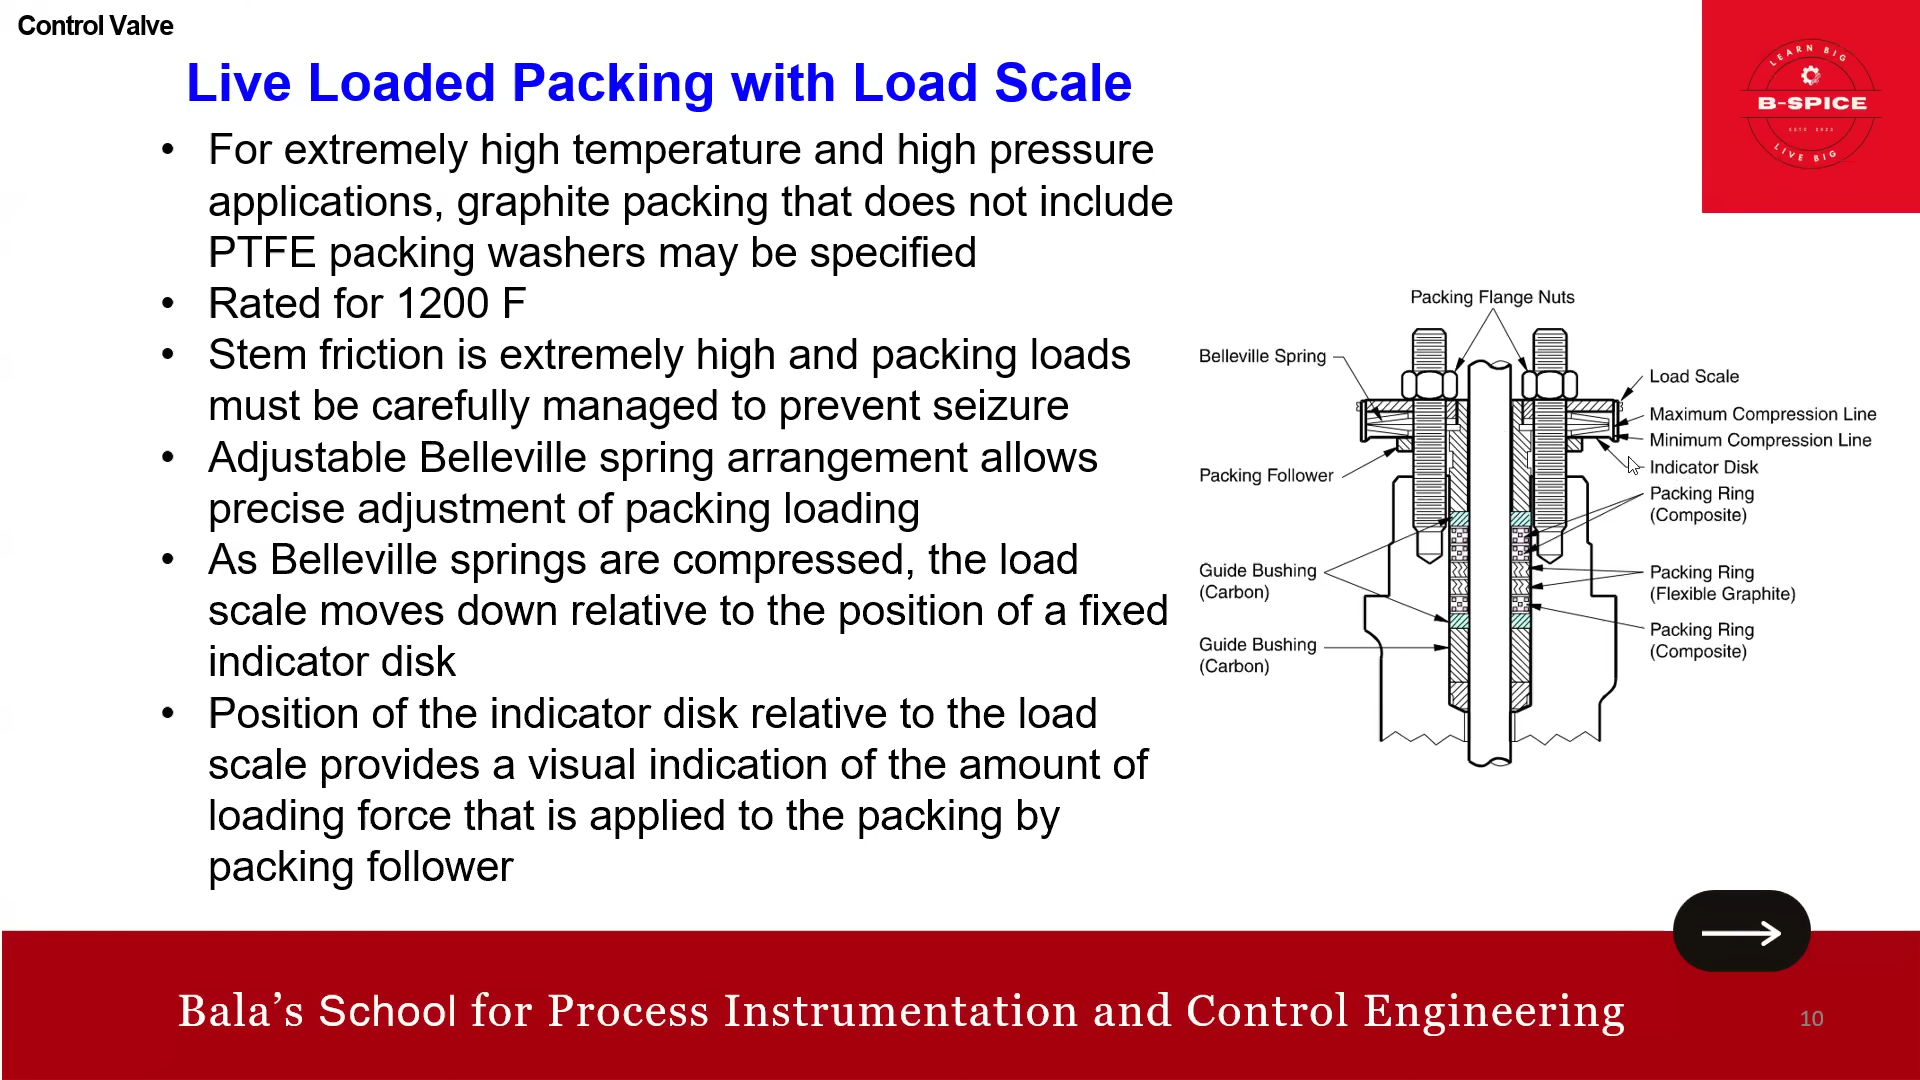 Control Valve
Live Loaded Packing with Load Scale
• For extremely high temperature and high pressure
applications, graphite packing that does not include
PTFE packing washers may be specified
• Rated for 1200 F
• Stem friction is extremely high and packing loads
must be carefully managed to prevent seizure
• Adjustable Belleville spring arrangement allows
precise adjustment of packing loading
• As Belleville springs are compressed, the load
scale moves down relative to the position of a fixed
indicator disk
• Position of the indicator disk relative to the load
scale provides a visual indication of the amount of
loading force that is applied to the packing by
packing follower
LEARN BIG
B-SPICE
ESTD 2023
LIVE BIG
Packing Flange Nuts
Belleville Spring
Packing Follower
Guide Bushing
(Carbon)
Guide Bushing
(Carbon)
Load Scale
Maximum Compression Line
Minimum Compression Line
Indicator Disk
Packing Ring
(Composite)
Packing Ring
(Flexible Graphite)
Packing Ring
(Composite)
Bala’s School for Process Instrumentation and Control Engineering
10